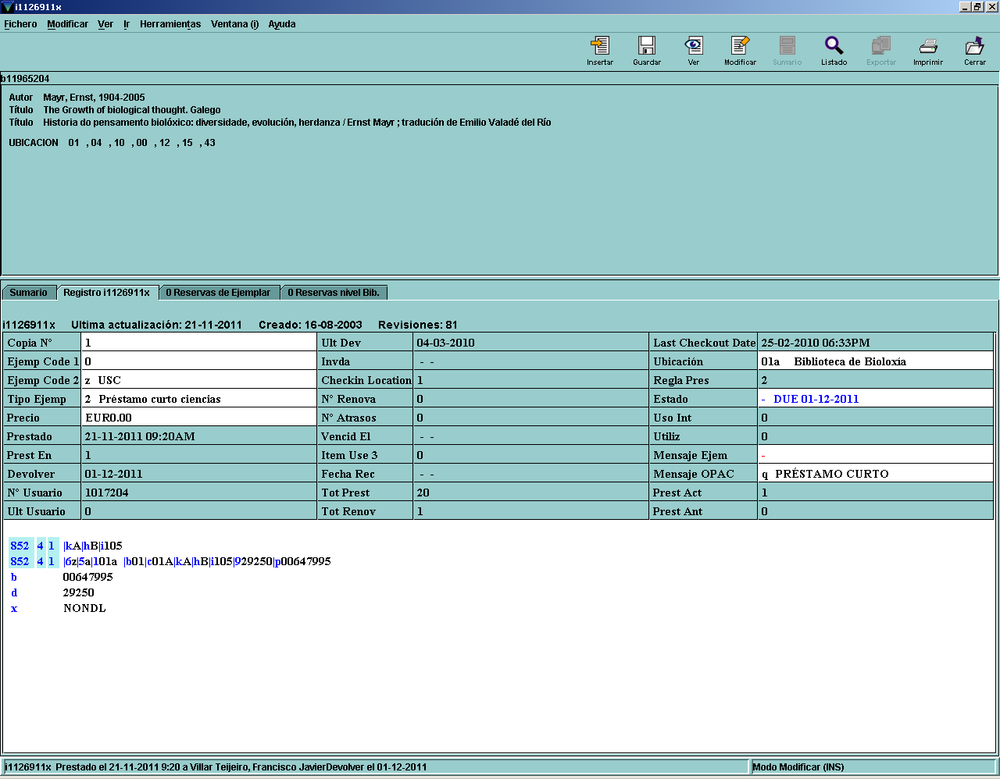 i1126911x
Fichero Modificar Ver Ir Herramientas Ventana (i) Ayuda
Insertar Guardar Ver Modificar Sumario Listado Exportar Imprimir Cerrar
b11965204
Autor Mayr, Ernst, 1904-2005
Título The Growth of biological thought. Galego
Título Historia do pensamento biolóxico: diversidade, evolución, herdanza / Ernst Mayr ; tradución de Emilio Valadé del Río
UBICACION 01 , 04 , 10 , 00 , 12 , 15 , 43
Sumario Registro i1126911x 0 Reservas de Ejemplar 0 Reservas nivel Bib.
i1126911x Ultima actualización: 21-11-2011 Creado: 16-08-2003 Revisiones: 81
Copia N° 1 Ult Dev 04-03-2010 Last Checkout Date 25-02-2010 06:33PM
Ejemp Code 1 0 Invda - - Ubicación 01a Biblioteca de Bioloxía
Ejemp Code 2 z USC Checkin Location 1 Regla Pres 2
Tipo Ejemp 2 Préstamo curto ciencias N° Renova 0 Estado - DUE 01-12-2011
Precio EUR0.00 N° Atrasos 0 Uso Int 0
Prestado 21-11-2011 09:20AM Vencid El - - Utiliz 0
Prest En 1 Item Use 3 0 Mensaje Ejem -
Devolver 01-12-2011 Fecha Rec - - Mensaje OPAC q PRÉSTAMO CURTO
N° Usuario 1017204 Tot Prest 20 Prest Act 1
Ult Usuario 0 Tot Renov 1 Prest Ant 0
852 4 1 |kA|hB|i105
852 4 1 |6z|5a|101a |b01|c01A|kA|hB|i105|929250|p00647995
b 00647995
d 29250
x NONDL
i1126911x Prestado el 21-11-2011 9:20 a Villar Teijeiro, Francisco JavierDevolver el 01-12-2011 Modo Modificar (INS)